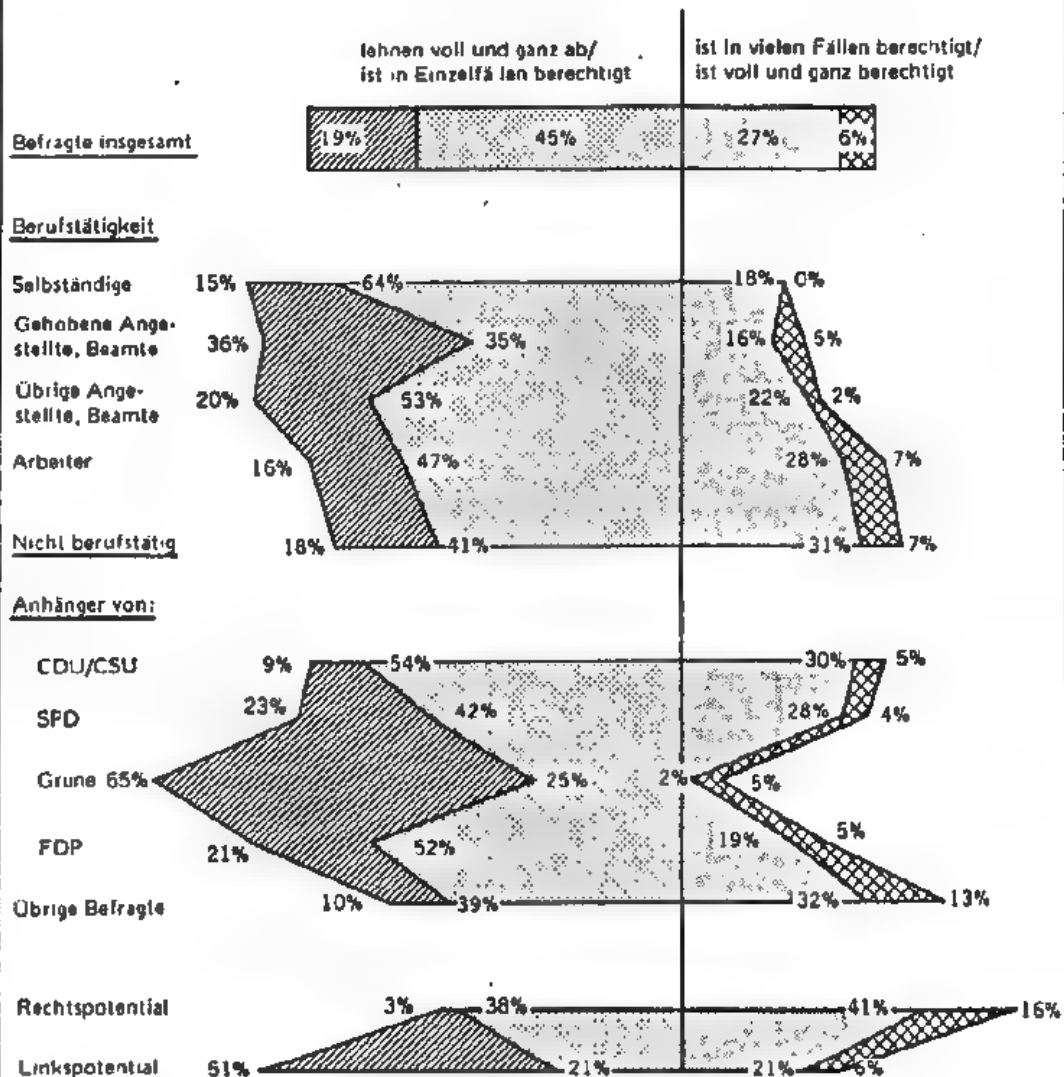 lehnen voll und ganz ab/
ist in Einzelfällen berechtigt
ist in vielen Fällen berechtigt/
ist voll und ganz berechtigt
Befragte insgesamt 19% 45% 27% 6%
Berufstätigkeit
Selbständige 15% 64% 18% 0%
Gehobene Ange-
stellte, Beamte 36% 35% 16% 5%
Übrige Ange-
stellte, Beamte 20% 53% 22% 2%
Arbeiter 16% 47% 28% 7%
Nicht berufstätig 18% 41% 31% 7%
Anhänger von:
CDU/CSU 9% 54% 30% 5%
SPD 23% 42% 28% 4%
Grüne 65% 25% 2% 5%
FDP 21% 52% 19% 5%
Übrige Befragte 10% 39% 32% 13%
Rechtspotential 3% 38% 41% 16%
Linkspotential 51% 21% 21% 6%